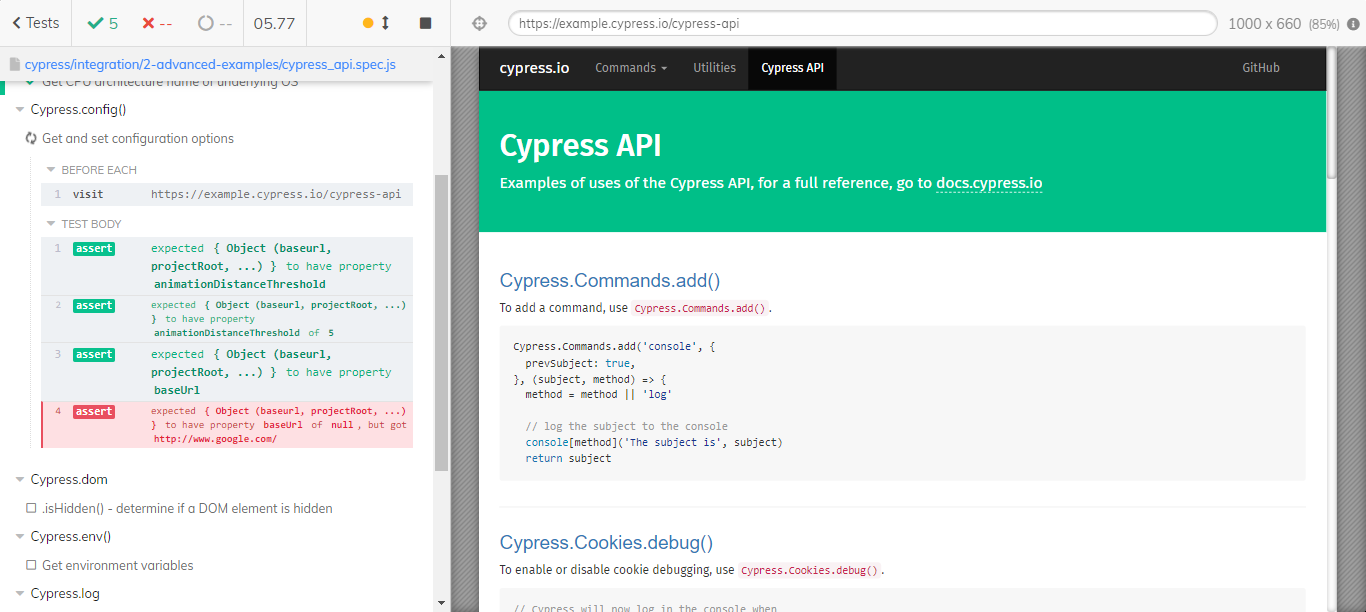 Tests
5
--
--
05.77
https://example.cypress.io/cypress-api
1000 x 660 (85%)
cypress/integration/2-advanced-examples/cypress_api.spec.js
Get CPU architecture name of underlying OS
Cypress.config()
Get and set configuration options
BEFORE EACH
1 visit https://example.cypress.io/cypress-api
TEST BODY
1 assert expected { Object (baseurl,
projectRoot, ...) } to have property
animationDistanceThreshold
2 assert expected { Object (baseurl, projectRoot, ...)
} to have property
animationDistanceThreshold of 5
3 assert expected { Object (baseurl,
projectRoot, ...) } to have property
baseUrl
4 assert expected { Object (baseurl, projectRoot, ...)
} to have property baseUrl of null, but got
http://www.google.com/
Cypress.dom
.isHidden() - determine if a DOM element is hidden
Cypress.env()
Get environment variables
Cypress.log
cypress.io Commands Utilities Cypress API GitHub
Cypress API
Examples of uses of the Cypress API, for a full reference, go to docs.cypress.io
Cypress.Commands.add()
To add a command, use Cypress.Commands.add() .
Cypress.Commands.add('console', {
prevSubject: true,
}, (subject, method) => {
method = method || 'log'
// log the subject to the console
console[method]('The subject is', subject)
return subject
Cypress.Cookies.debug()
To enable or disable cookie debugging, use Cypress.Cookies.debug() .
// Cypress will now log in the console when